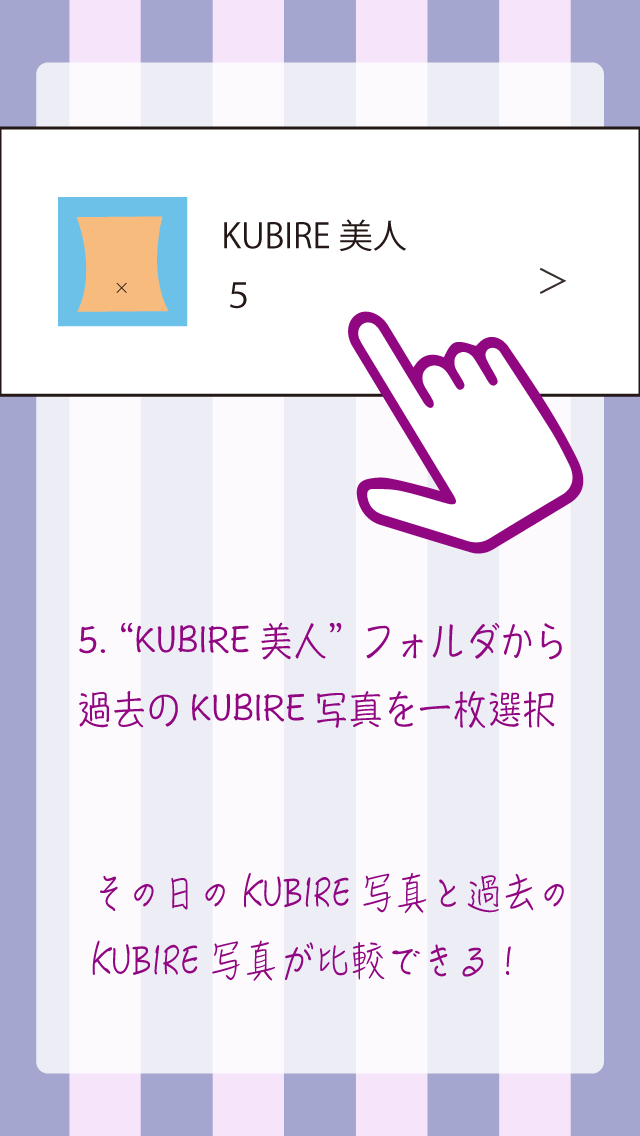 KUBIRE 美人
5
>
5. “KUBIRE 美人” フォルダから
過去の KUBIRE 写真を一枚選択
その日の KUBIRE 写真と過去の
KUBIRE 写真が比較できる！